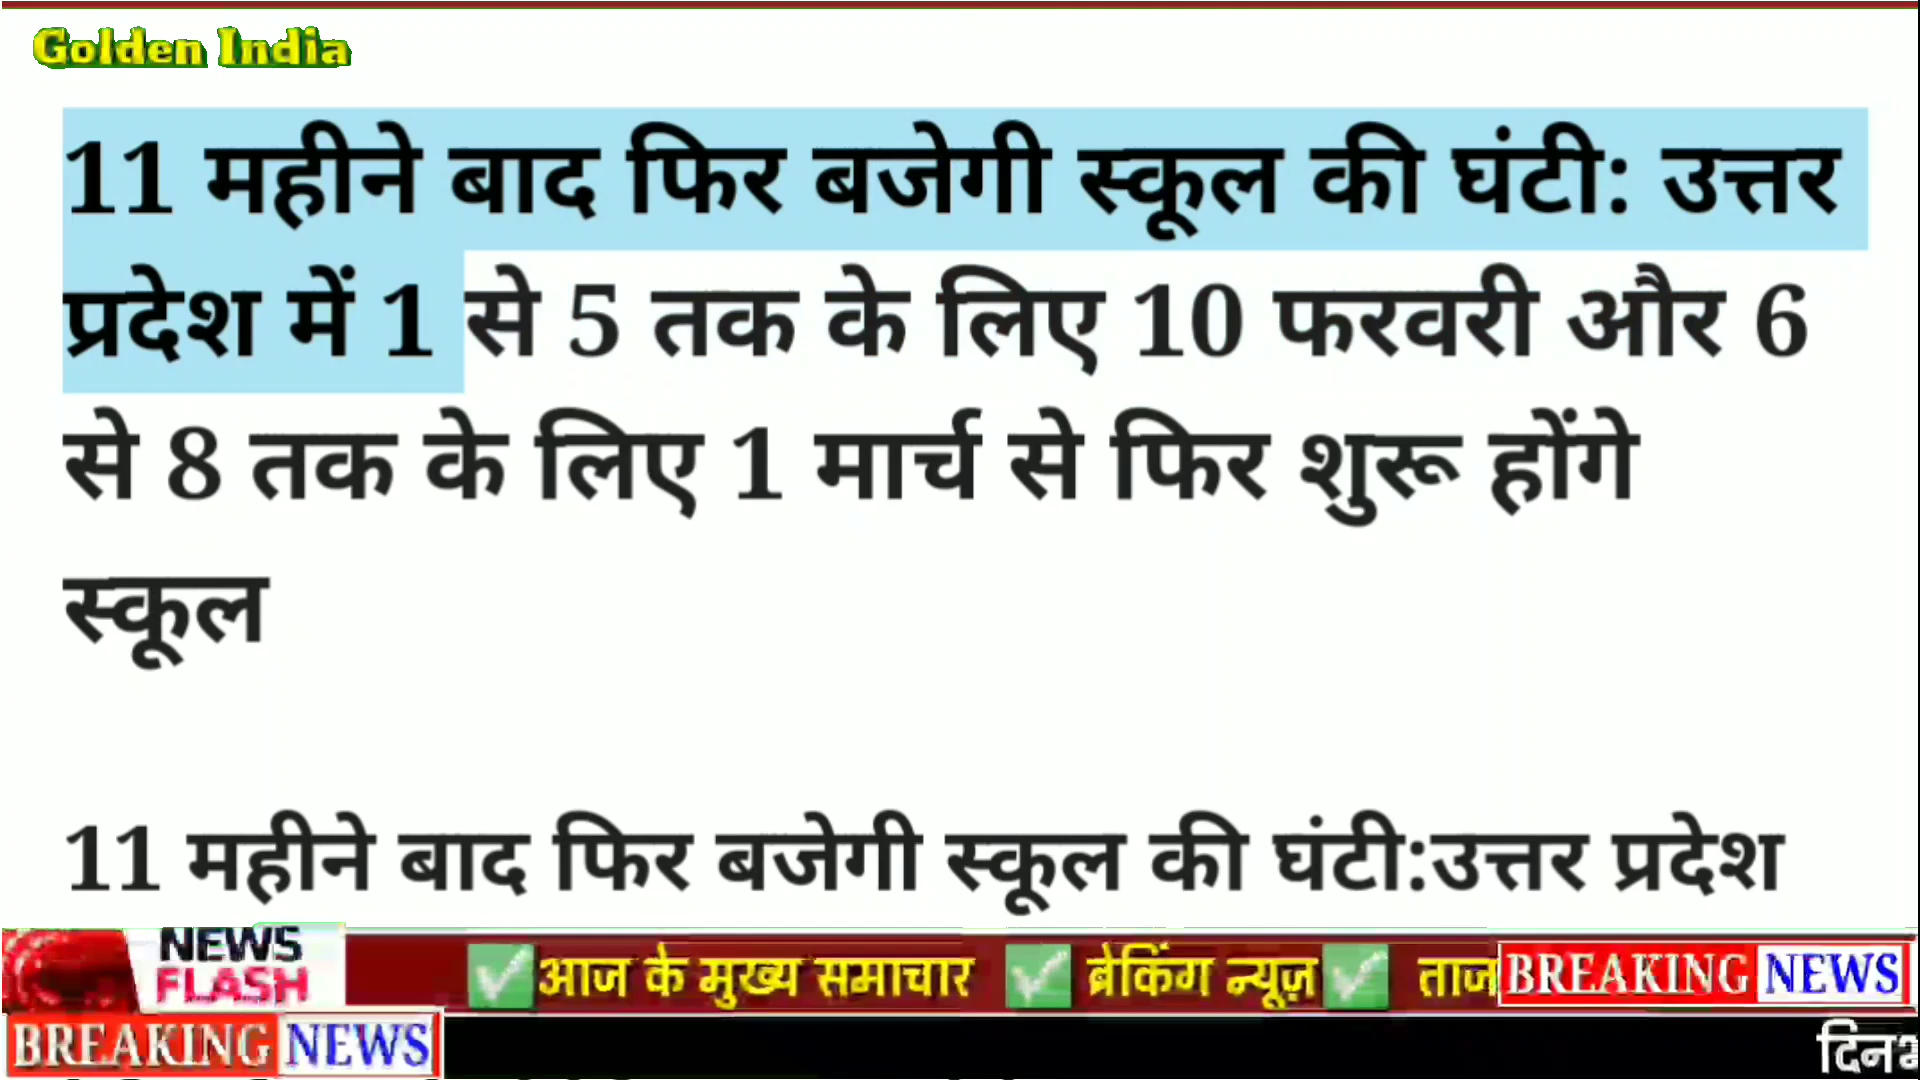 Golden India
11 महीने बाद फिर बजेगी स्कूल की घंटी: उत्तर
प्रदेश में 1 से 5 तक के लिए 10 फरवरी और 6
से 8 तक के लिए 1 मार्च से फिर शुरू होंगे
स्कूल
11 महीने बाद फिर बजेगी स्कूल की घंटी:उत्तर प्रदेश
NEWS
FLASH
आज के मुख्य समाचार ब्रेकिंग न्यूज़ BREAKING NEWS
BREAKING NEWS